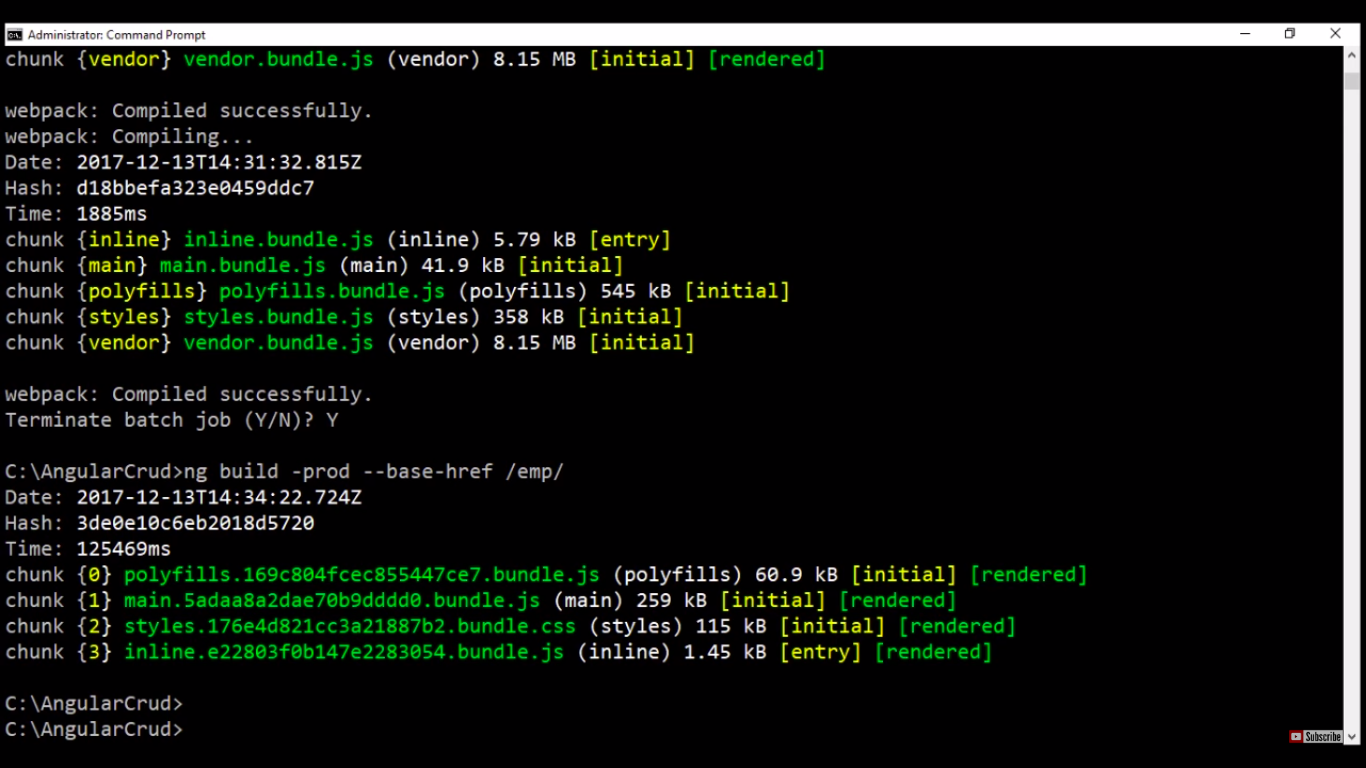 Administrator: Command Prompt
chunk {vendor} vendor.bundle.js (vendor) 8.15 MB [initial] [rendered]
webpack: Compiled successfully.
webpack: Compiling...
Date: 2017-12-13T14:31:32.815Z
Hash: d18bbefa323e0459ddc7
Time: 1885ms
chunk {inline} inline.bundle.js (inline) 5.79 kB [entry]
chunk {main} main.bundle.js (main) 41.9 kB [initial]
chunk {polyfills} polyfills.bundle.js (polyfills) 545 kB [initial]
chunk {styles} styles.bundle.js (styles) 358 kB [initial]
chunk {vendor} vendor.bundle.js (vendor) 8.15 MB [initial]
webpack: Compiled successfully.
Terminate batch job (Y/N)? Y
C:\AngularCrud>ng build -prod --base-href /emp/
Date: 2017-12-13T14:34:22.724Z
Hash: 3de0e10c6eb2018d5720
Time: 125469ms
chunk {0} polyfills.169c804fcec855447ce7.bundle.js (polyfills) 60.9 kB [initial] [rendered]
chunk {1} main.5adaa8a2dae70b9dddd0.bundle.js (main) 259 kB [initial] [rendered]
chunk {2} styles.176e4d821cc3a21887b2.bundle.css (styles) 115 kB [initial] [rendered]
chunk {3} inline.e22803f0b147e2283054.bundle.js (inline) 1.45 kB [entry] [rendered]
C:\AngularCrud>
C:\AngularCrud>
Subscribe